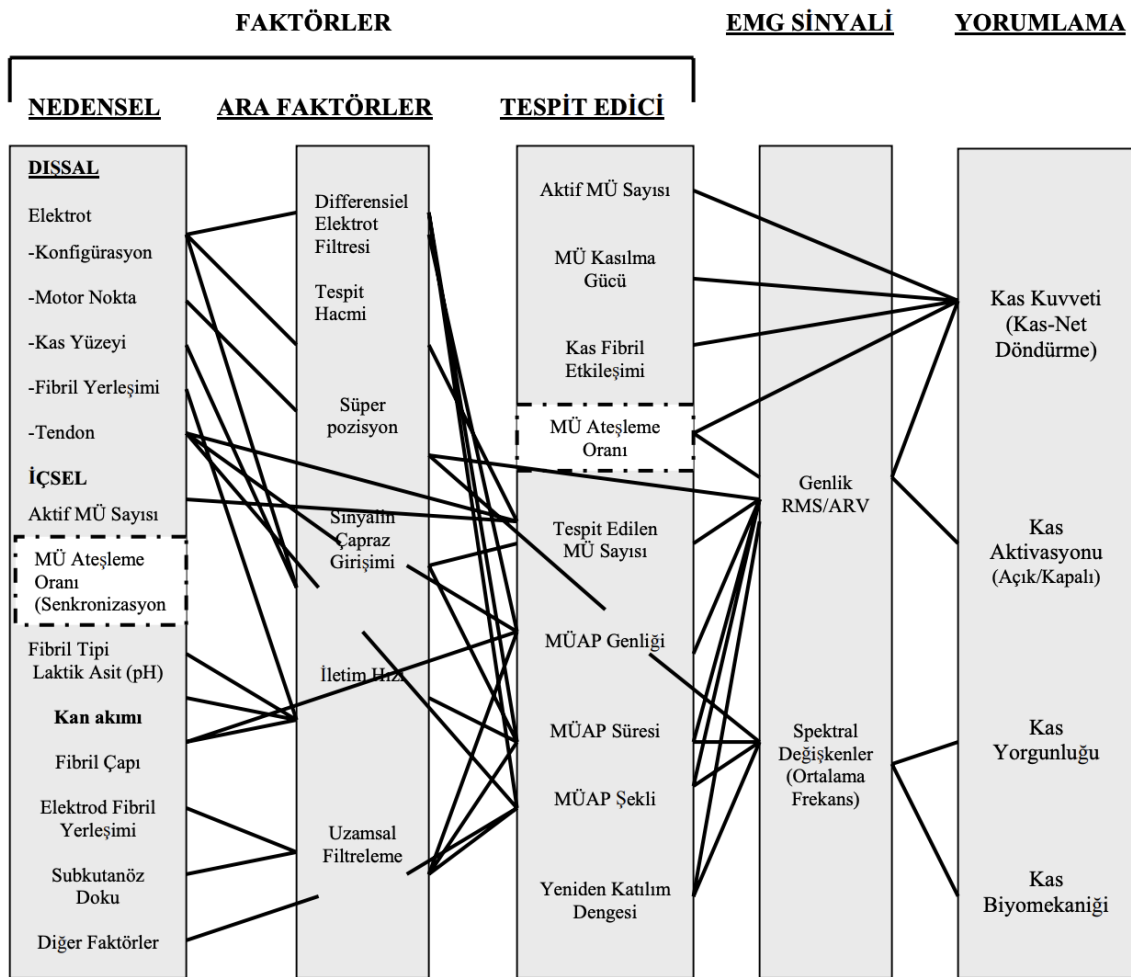 FAKTÖRLER
EMG SİNYALİ
YORUMLAMA
NEDENSEL
ARA FAKTÖRLER
TESPİT EDİCİ
DIŞSAL
Elektrot
-Konfigürasyon
-Motor Nokta
-Kas Yüzeyi
-Fibril Yerleşimi
-Tendon
İÇSEL
Aktif MÜ Sayısı
MÜ Ateşleme
Oranı
(Senkronizasyon
Fibril Tipi
Laktik Asit (pH)
Kan akımı
Fibril Çapı
Elektrod Fibril
Yerleşimi
Subkutanöz
Doku
Diğer Faktörler
Differensiel
Elektrot
Filtresi
Tespit
Hacmi
Süper
pozisyon
Sinyalin
Çapraz
Girişimi
İletim Hızı
Uzamsal
Filtreleme
Aktif MÜ Sayısı
MÜ Kasılma
Gücü
Kas Fibril
Etkileşimi
MÜ Ateşleme
Oranı
Tespit Edilen
MÜ Sayısı
MÜAP Genliği
MÜAP Süresi
MÜAP Şekli
Yeniden Katılım
Dengesi
Genlik
RMS/ARV
Spektral
Değişkenler
(Ortalama
Frekans)
Kas Kuvveti
(Kas-Net
Döndürme)
Kas
Aktivasyonu
(Açık/Kapalı)
Kas
Yorgunluğu
Kas
Biyomekaniği